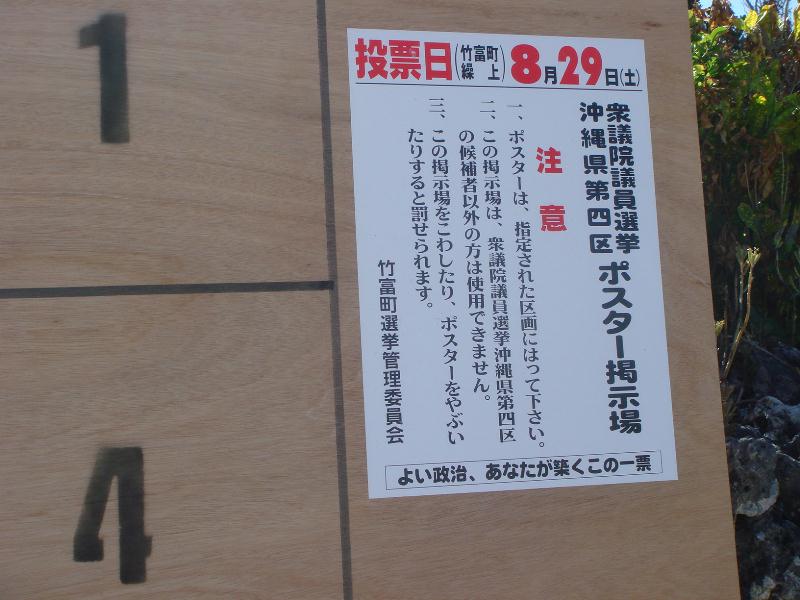 1
4
投票日(竹富町繰上)8月29日(土)
衆議院議員選挙
沖縄県第四区
ポスター掲示場
注意
一、ポスターは、指定された区画にはって下さい。
二、この掲示場は、衆議院議員選挙沖縄県第四区
の候補者以外の方は使用できません。
三、この掲示場をこわしたり、ポスターをやぶい
たりすると罰せられます。
竹富町選挙管理委員会
よい政治、あなたが築くこの一票